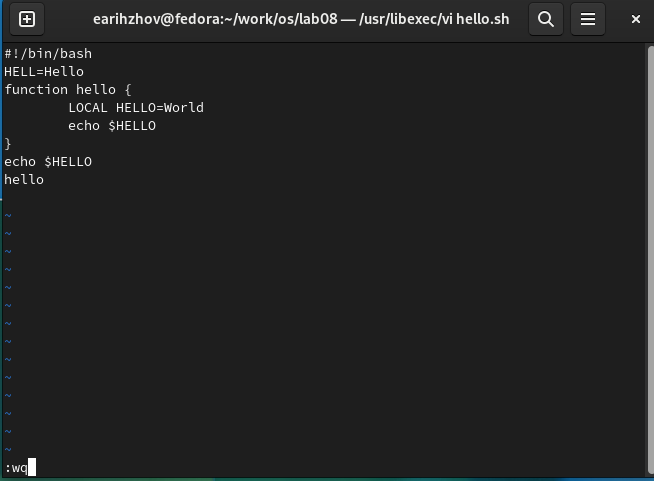 earihzhov@fedora:~/work/os/lab08 — /usr/libexec/vi hello.sh
#!/bin/bash
HELL=Hello
function hello {
        LOCAL HELLO=World
        echo $HELLO
}
echo $HELLO
hello
~
~
~
~
~
~
~
~
~
~
~
~
~
~
:wq